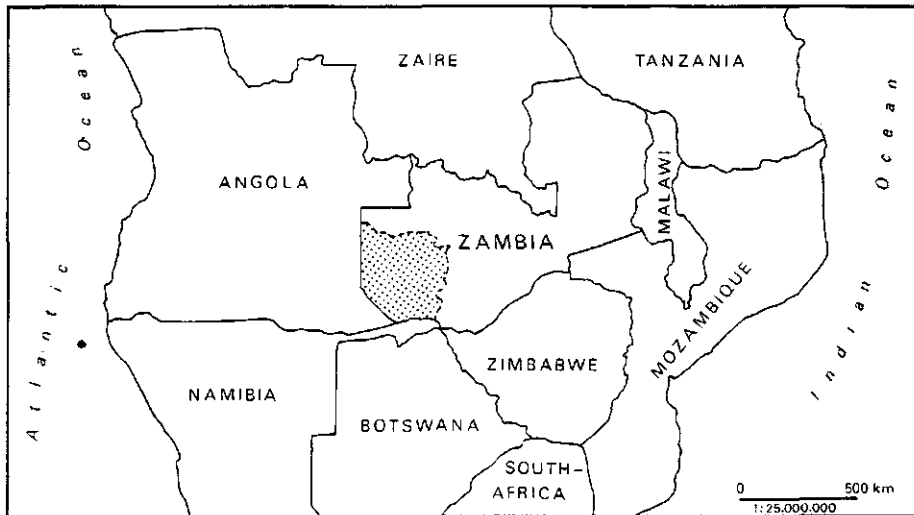 ZAIRE
TANZANIA
Ocean
Ocean
ANGOLA
MALAWI
ZAMBIA
MOZAMBIQUE
Atlantic
Indian
ZIMBABWE
NAMIBIA
BOTSWANA
SOUTH-
AFRICA
0 500 km
1:25,000.000